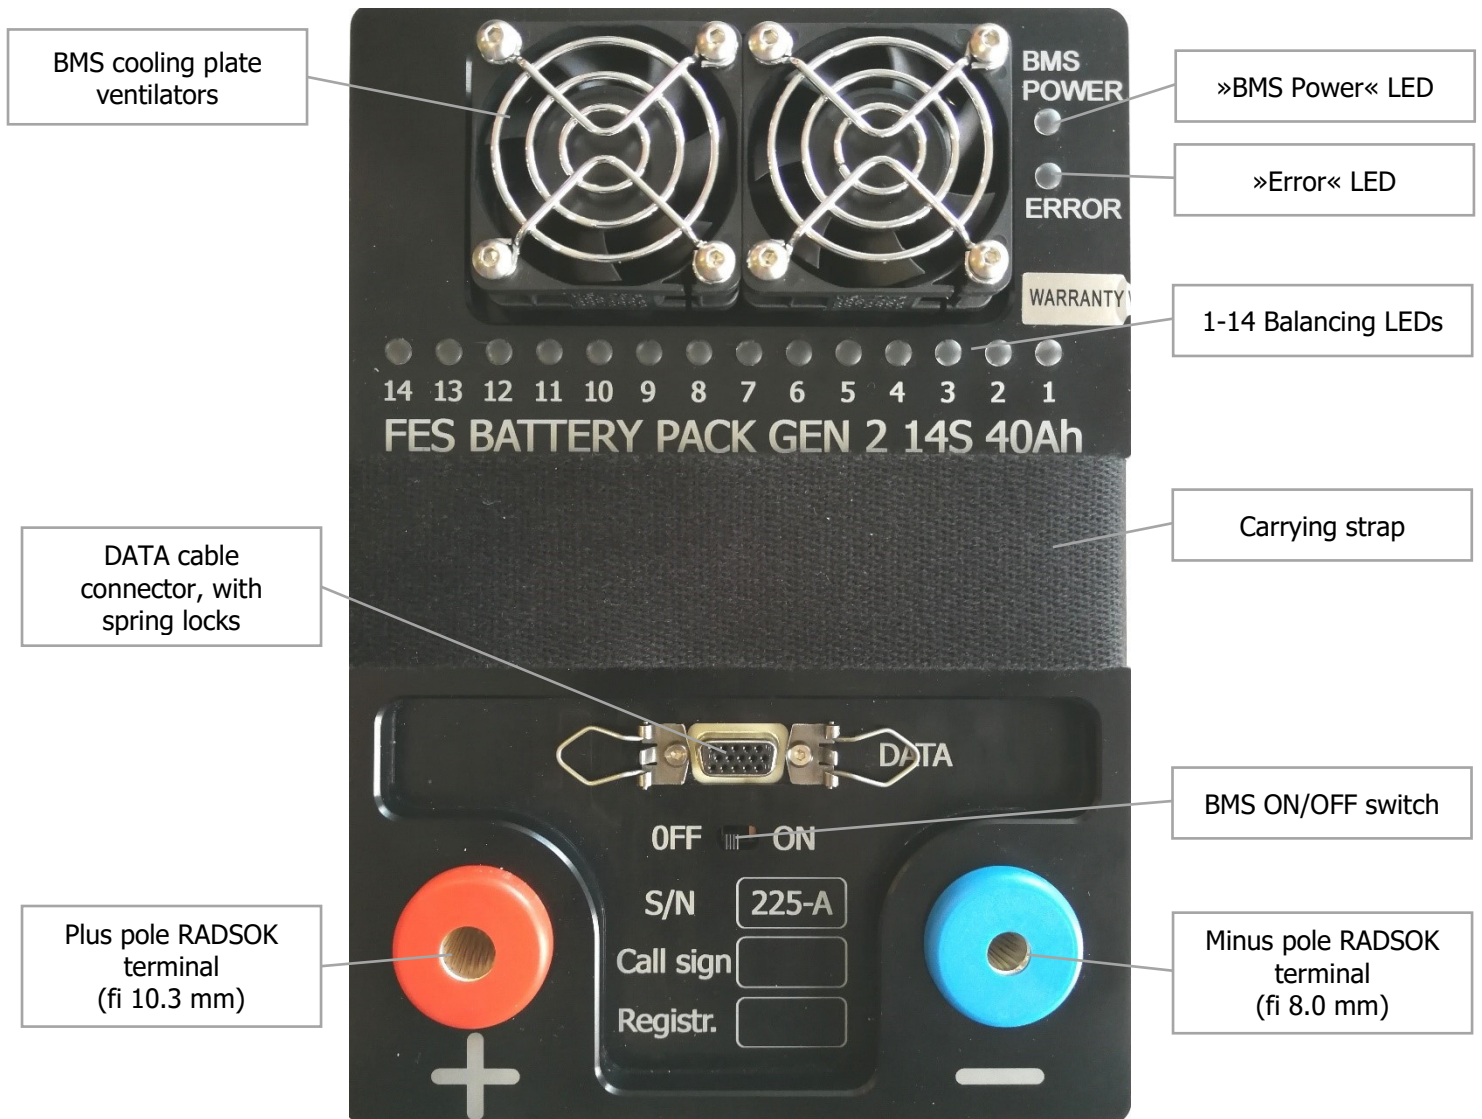 BMS cooling plate
ventilators
BMS
POWER
»BMS Power« LED
»Error« LED
ERROR
WARRANTY
1-14 Balancing LEDs
14 13 12 11 10 9 8 7 6 5 4 3 2 1
FES BATTERY PACK GEN 2 14S 40Ah
Carrying strap
DATA cable
connector, with
spring locks
DATA
BMS ON/OFF switch
OFF ON
S/N 225-A
Plus pole RADSOK
terminal
(fi 10.3 mm)
Call sign
Registr.
Minus pole RADSOK
terminal
(fi 8.0 mm)
+
−